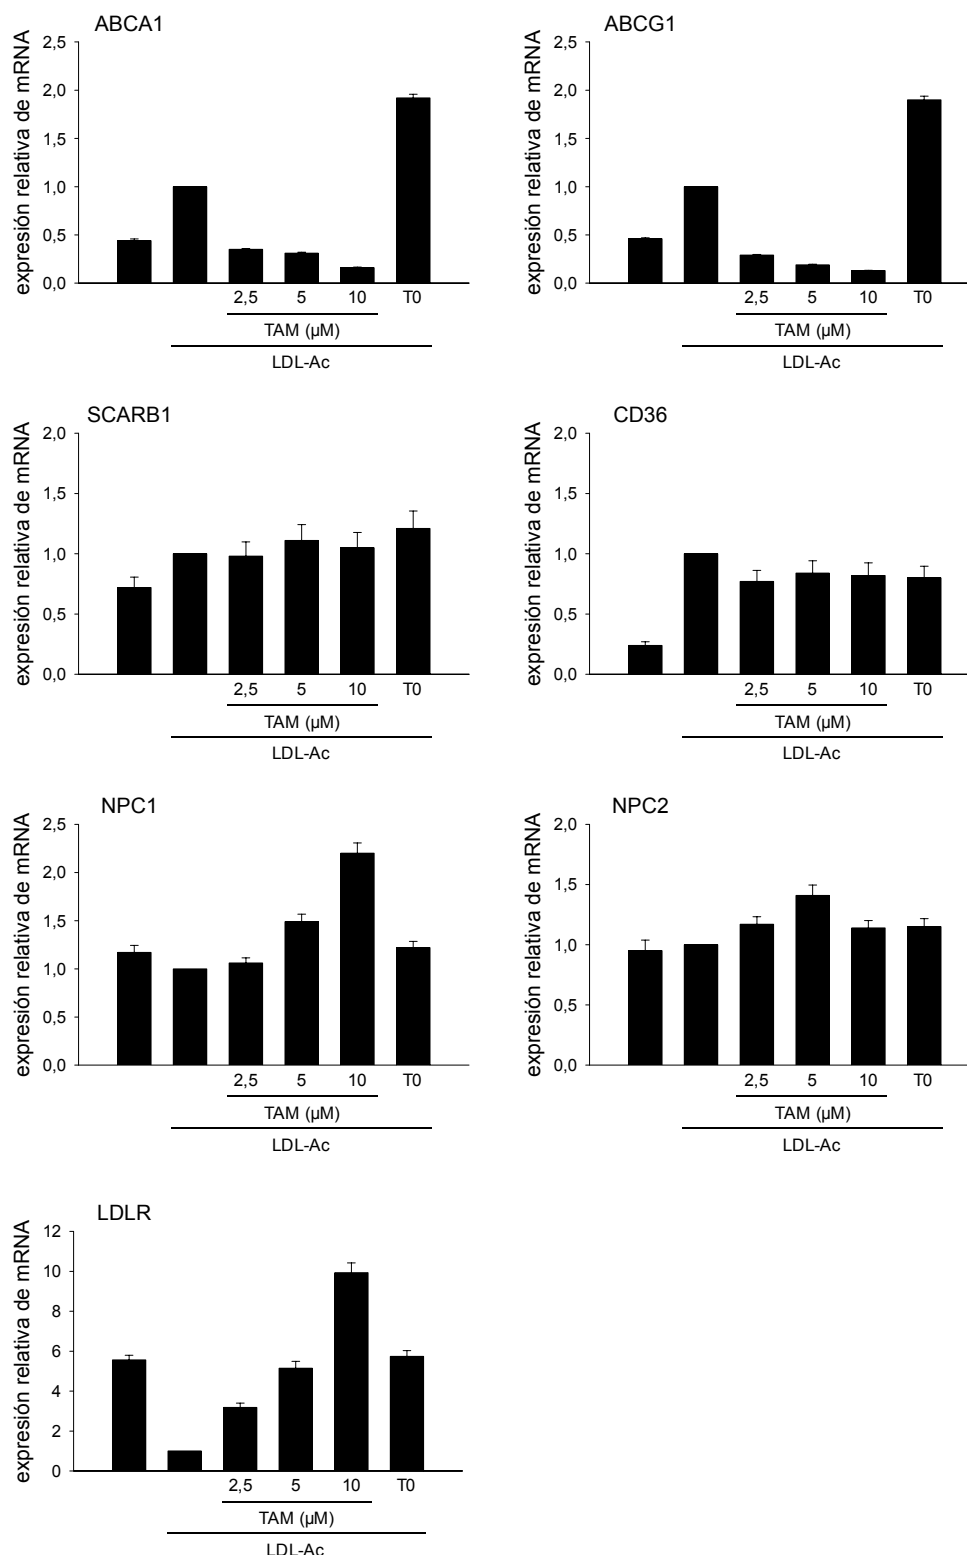 ABCA1
expresión relativa de mRNA
2,5
2,0
1,5
1,0
0,5
0,0
2,5 5 10 T0
TAM (µM)
LDL-Ac
ABCG1
expresión relativa de mRNA
2,5
2,0
1,5
1,0
0,5
0,0
2,5 5 10 T0
TAM (µM)
LDL-Ac
SCARB1
expresión relativa de mRNA
2,0
1,5
1,0
0,5
0,0
2,5 5 10 T0
TAM (µM)
LDL-Ac
CD36
expresión relativa de mRNA
2,0
1,5
1,0
0,5
0,0
2,5 5 10 T0
TAM (µM)
LDL-Ac
NPC1
expresión relativa de mRNA
2,5
2,0
1,5
1,0
0,5
0,0
2,5 5 10 T0
TAM (µM)
LDL-Ac
NPC2
expresión relativa de mRNA
2,0
1,5
1,0
0,5
0,0
2,5 5 10 T0
TAM (µM)
LDL-Ac
LDLR
expresión relativa de mRNA
12
10
8
6
4
2
0
2,5 5 10 T0
TAM (µM)
LDL-Ac